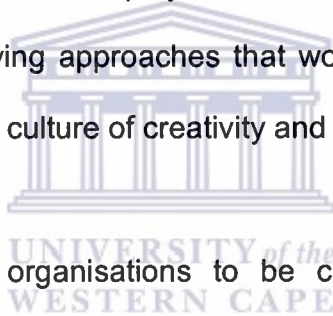 ving approaches that wo
culture of creativity and
UNIVERSITY of the
organisations to be c
WESTERN CAPE